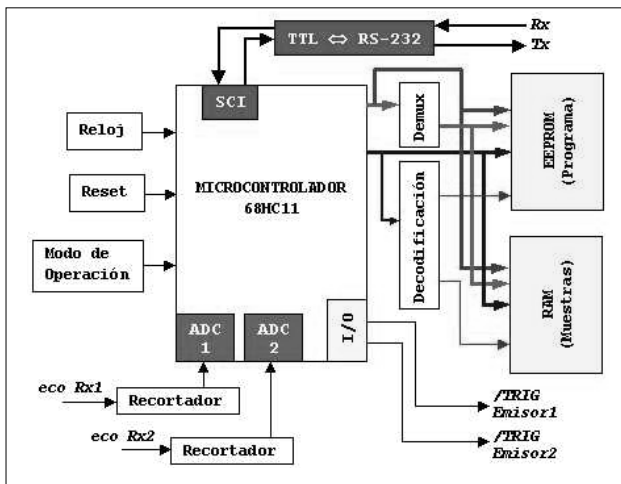 TTL ⇔ RS-232
Rx
Tx
SCI
Reloj
Reset
Modo de
Operación
MICROCONTROLADOR
68HC11
Demux
Decodificación
EEPROM
(Programa)
RAM
(Muestras)
ADC
1
ADC
2
I/O
eco Rx1
Recortador
eco Rx2
Recortador
/TRIG
Emisor1
/TRIG
Emisor2